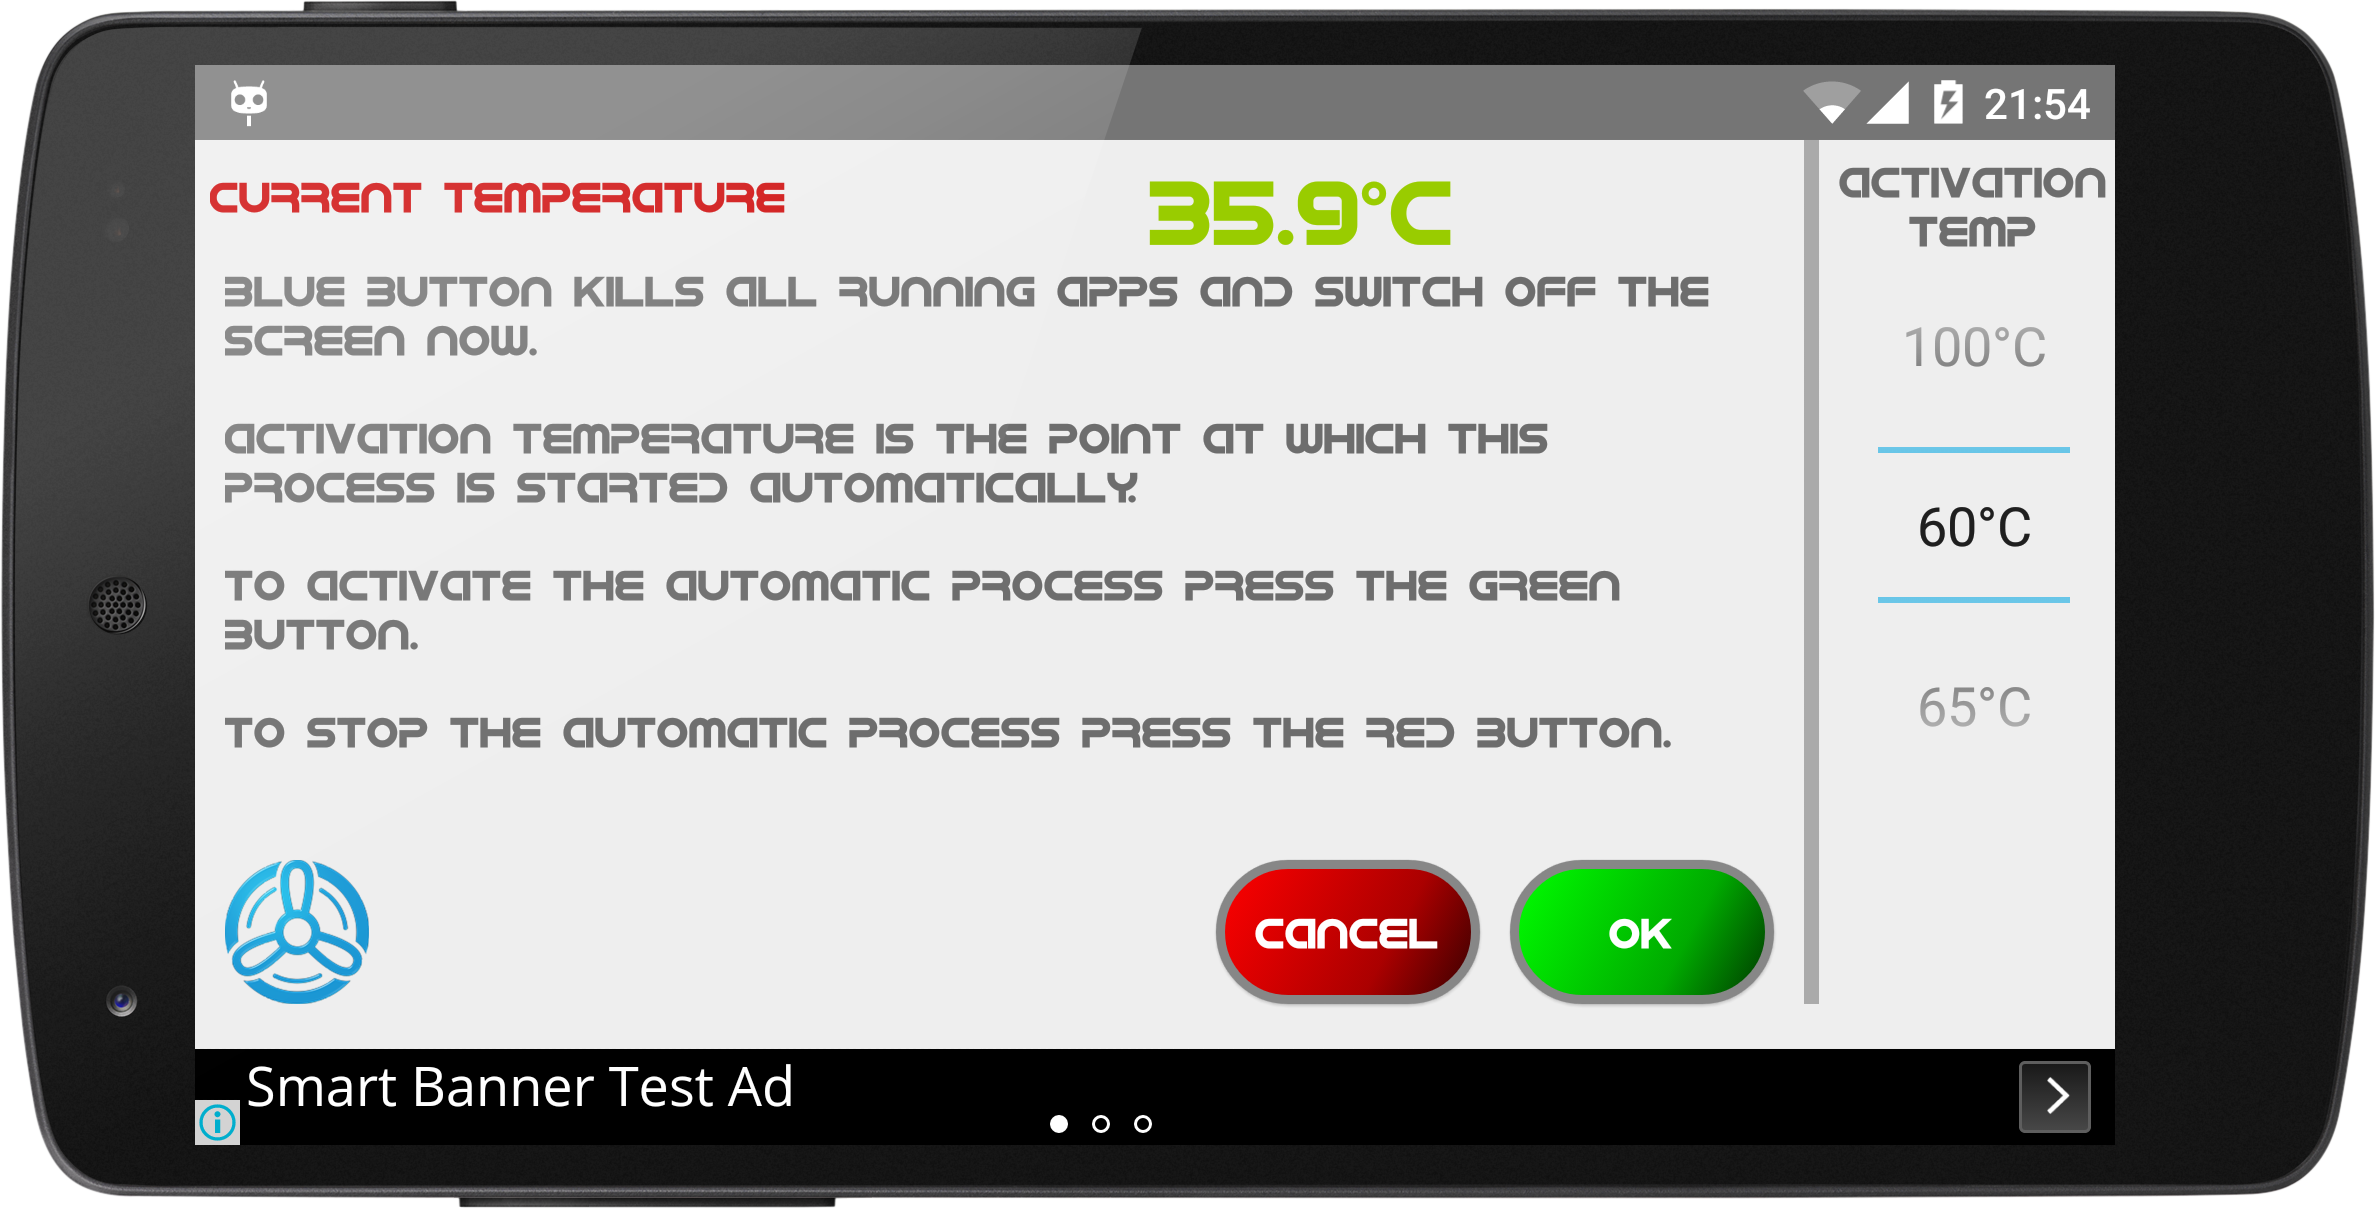 21:54
CURRENT TEMPERATURE
35.9°C
BLUE BUTTON KILLS ALL RUNNING APPS AND SWITCH OFF THE
SCREEN NOW.
ACTIVATION TEMPERATURE IS THE POINT AT WHICH THIS
PROCESS IS STARTED AUTOMATICALLY.
TO ACTIVATE THE AUTOMATIC PROCESS PRESS THE GREEN
BUTTON.
TO STOP THE AUTOMATIC PROCESS PRESS THE RED BUTTON.
CANCEL
OK
ACTIVATION
TEMP
100°C
60°C
65°C
Smart Banner Test Ad